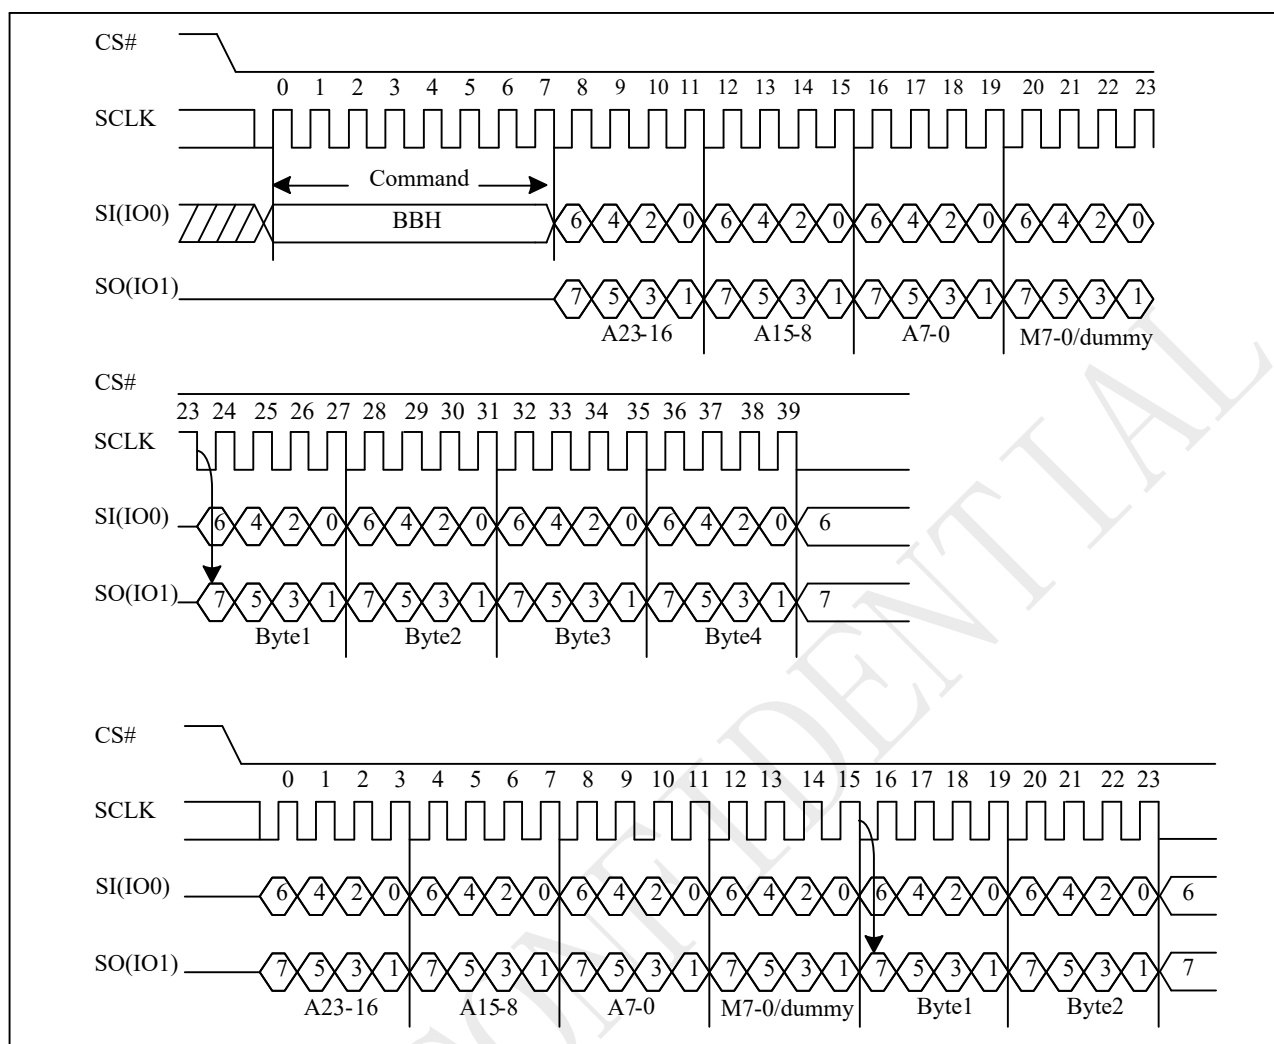 CS#
0 1 2 3 4 5 6 7 8 9 10 11 12 13 14 15 16 17 18 19 20 21 22 23
SCLK
Command
SI(IO0) BBH 6 4 2 0 6 4 2 0 6 4 2 0 6 4 2 0
SO(IO1) 7 5 3 1 7 5 3 1 7 5 3 1 7 5 3 1
A23-16 A15-8 A7-0 M7-0/dummy
CS#
23 24 25 26 27 28 29 30 31 32 33 34 35 36 37 38 39
SCLK
SI(IO0) 6 4 2 0 6 4 2 0 6 4 2 0 6 4 2 0 6
SO(IO1) 7 5 3 1 7 5 3 1 7 5 3 1 7 5 3 1 7
Byte1 Byte2 Byte3 Byte4
CS#
0 1 2 3 4 5 6 7 8 9 10 11 12 13 14 15 16 17 18 19 20 21 22 23
SCLK
SI(IO0) 6 4 2 0 6 4 2 0 6 4 2 0 6 4 2 0 6 4 2 0 6 4 2 0 6
SO(IO1) 7 5 3 1 7 5 3 1 7 5 3 1 7 5 3 1 7 5 3 1 7 5 3 1 7
A23-16 A15-8 A7-0 M7-0/dummy Byte1 Byte2
CONFIDENTIAL